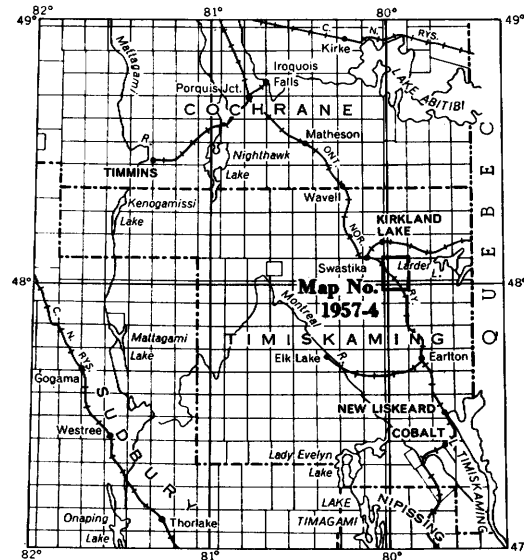 82° 81° 80°
49° 49°
C. N. RYS.
Kirke
Mattagami
Iroquois
Falls
Porquis Jct.
LAKE ABITIBI
COCHRANE
Matheson
R.
TIMMINS
Nighthawk
Lake
ONT.
Kenogamissi
Lake
Wavell
QUEBEC
KIRKLAND
LAKE
NOR.
Swastika
Larder
L.
48° 48°
Map No.
1957-4
RY.
C. N. RYS.
Montreal
R.
Mattagami
Lake
TIMISKAMING
Elk Lake
Earlton
Gogama
SUDBURY
NEW LISKEARD
Westree
COBALT
L. TIMISKAMING
Lady Evelyn
Lake
NIPISSING
LAKE
TIMAGAMI
Onaping
Lake
Thorlake
82° 81° 80° 47°